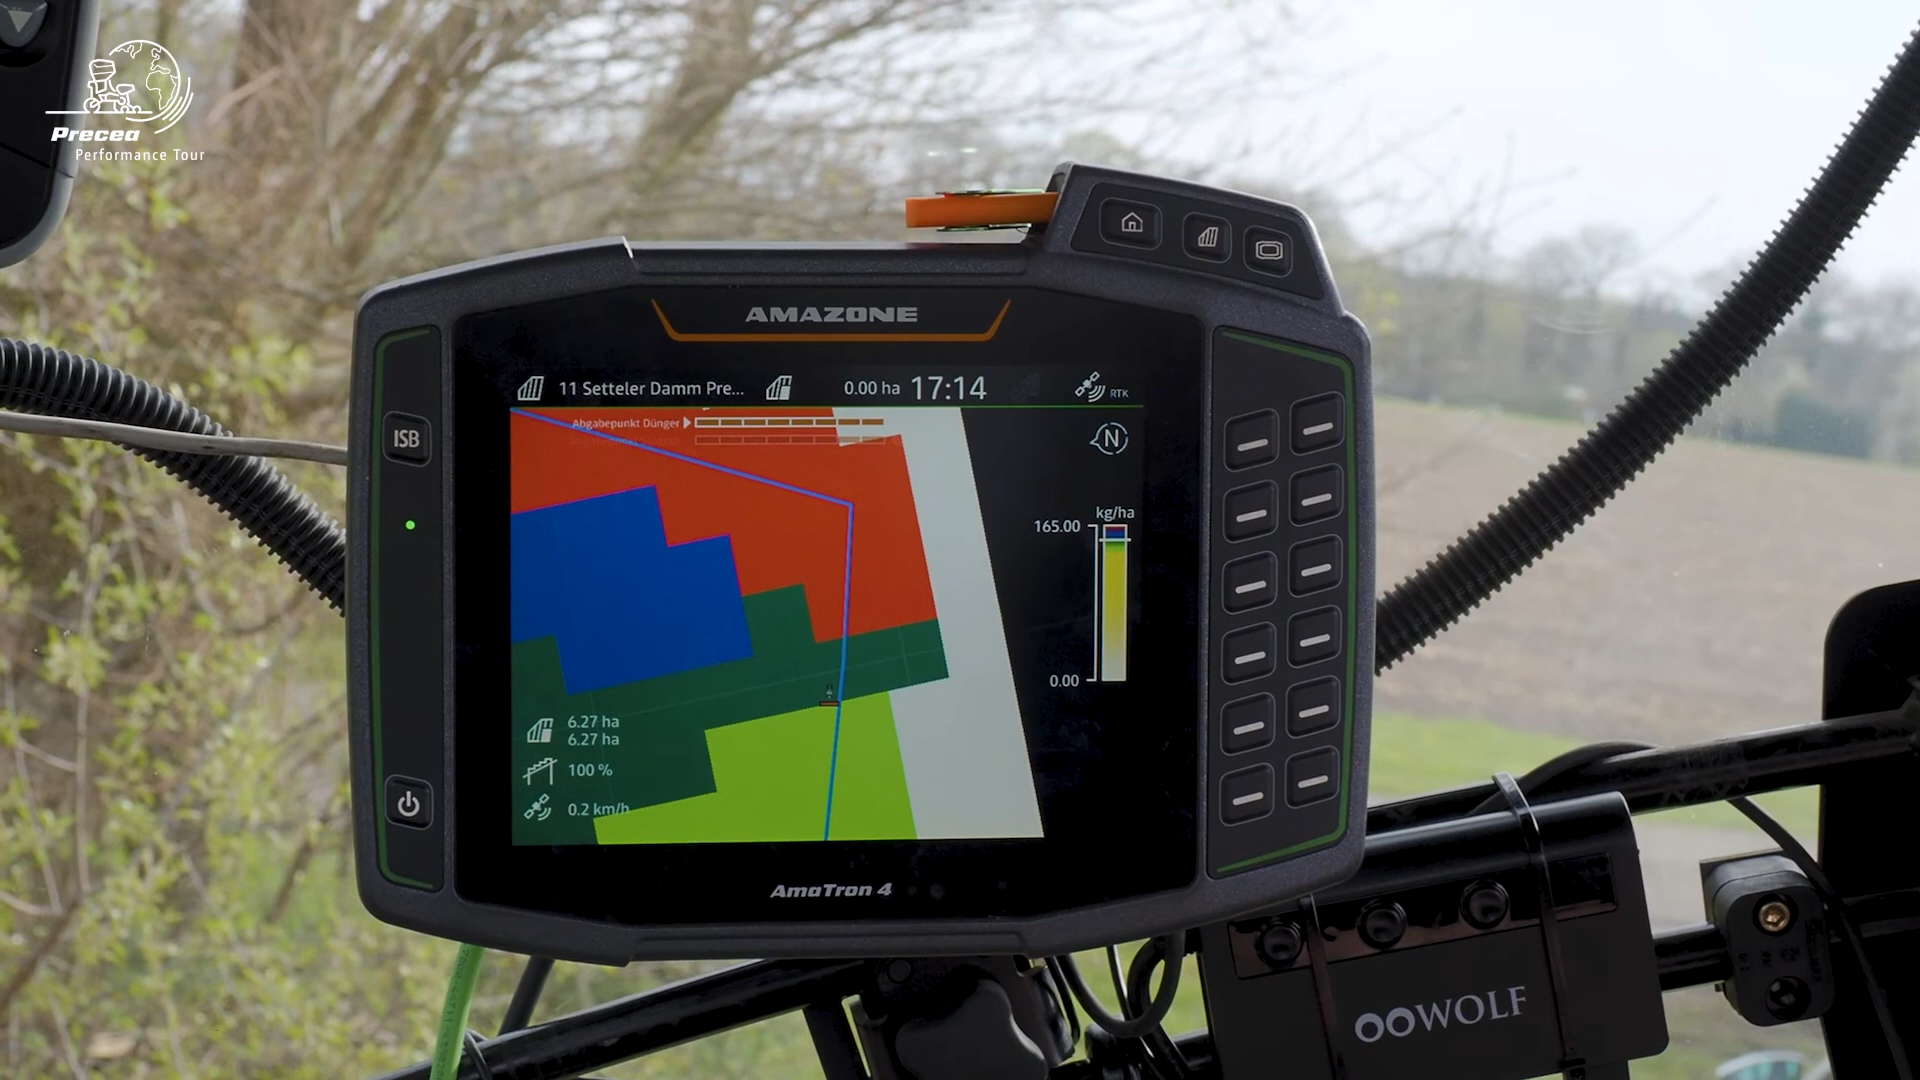 Precea
Performance Tour
AMAZONE
11 Setteler Damm Pre...
0.00 ha
17:14
RTK
Abgabepunkt Dünger
N
kg/ha
165.00
0.00
ISB
6.27 ha
6.27 ha
100 %
0.2 km/h
AmaTron 4
WOLF